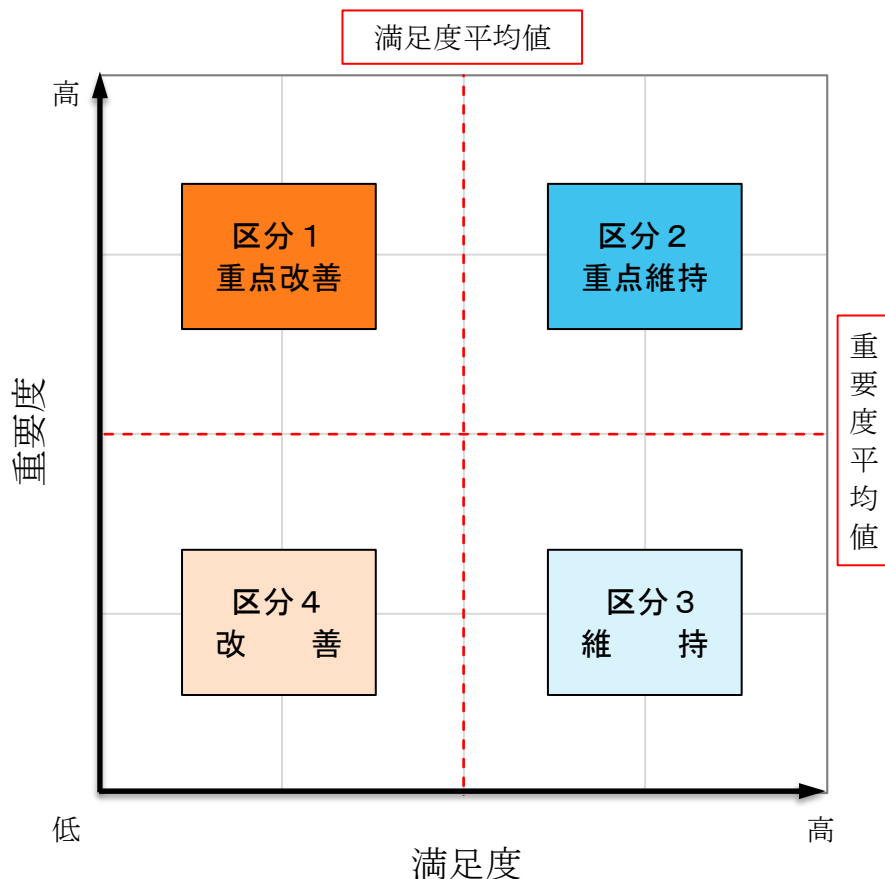 満足度平均値
高
区分１
重点改善
区分２
重点維持
重要度
重要度平均値
区分４
改　　善
区分３
維　　持
低
高
満足度